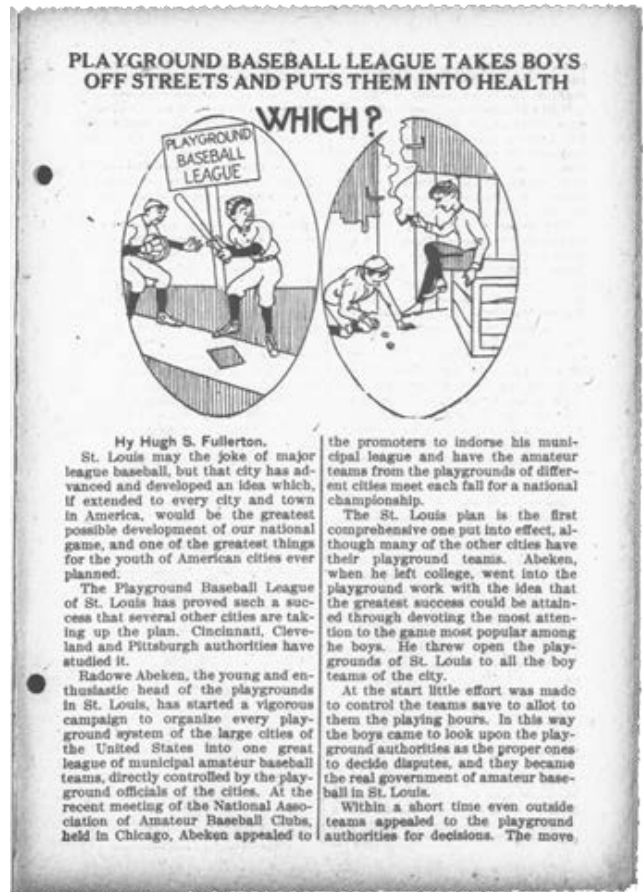 PLAYGROUND BASEBALL LEAGUE TAKES BOYS
OFF STREETS AND PUTS THEM INTO HEALTH
WHICH?
PLAYGROUND
BASEBALL
LEAGUE
Hy Hugh S. Fullerton.
St. Louis may the joke of major
league baseball, but that city has ad-
vanced and developed an idea which,
if extended to every city and town
in America, would be the greatest
possible development of our national
game, and one of the greatest things
for the youth of American cities ever
planned.
The Playground Baseball League
of St. Louis has proved such a suc-
cess that several other cities are tak-
ing up the plan. Cincinnati, Cleve-
land and Pittsburgh authorities have
studied it.
Radowe Abeken, the young and en-
thusiastic head of the playgrounds
in St. Louis, has started a vigorous
campaign to organize every play-
ground system of the large cities of
the United States into one great
league of municipal amateur baseball
teams, directly controlled by the play-
ground officials of the cities. At the
recent meeting of the National Asso-
ciation of Amateur Baseball Clubs,
held in Chicago, Abeken appealed to
the promoters to indorse his muni-
cipal league and have the amateur
teams from the playgrounds of differ-
ent cities meet each fall for a national
championship.
The St. Louis plan is the first
comprehensive one put into effect, al-
though many of the other cities have
their playground teams. Abeken,
when he left college, went into the
playground work with the idea that
the greatest success could be attain-
ed through devoting the most atten-
tion to the game most popular among
he boys. He threw open the play-
grounds of St. Louis to all the boy
teams of the city.
At the start little effort was made
to control the teams save to allot to
them the playing hours. In this way
the boys came to look upon the play-
ground authorities as the proper ones
to decide disputes, and they became
the real government of amateur base-
ball in St. Louis.
Within a short time even outside
teams appealed to the playground
authorities for decisions. The move